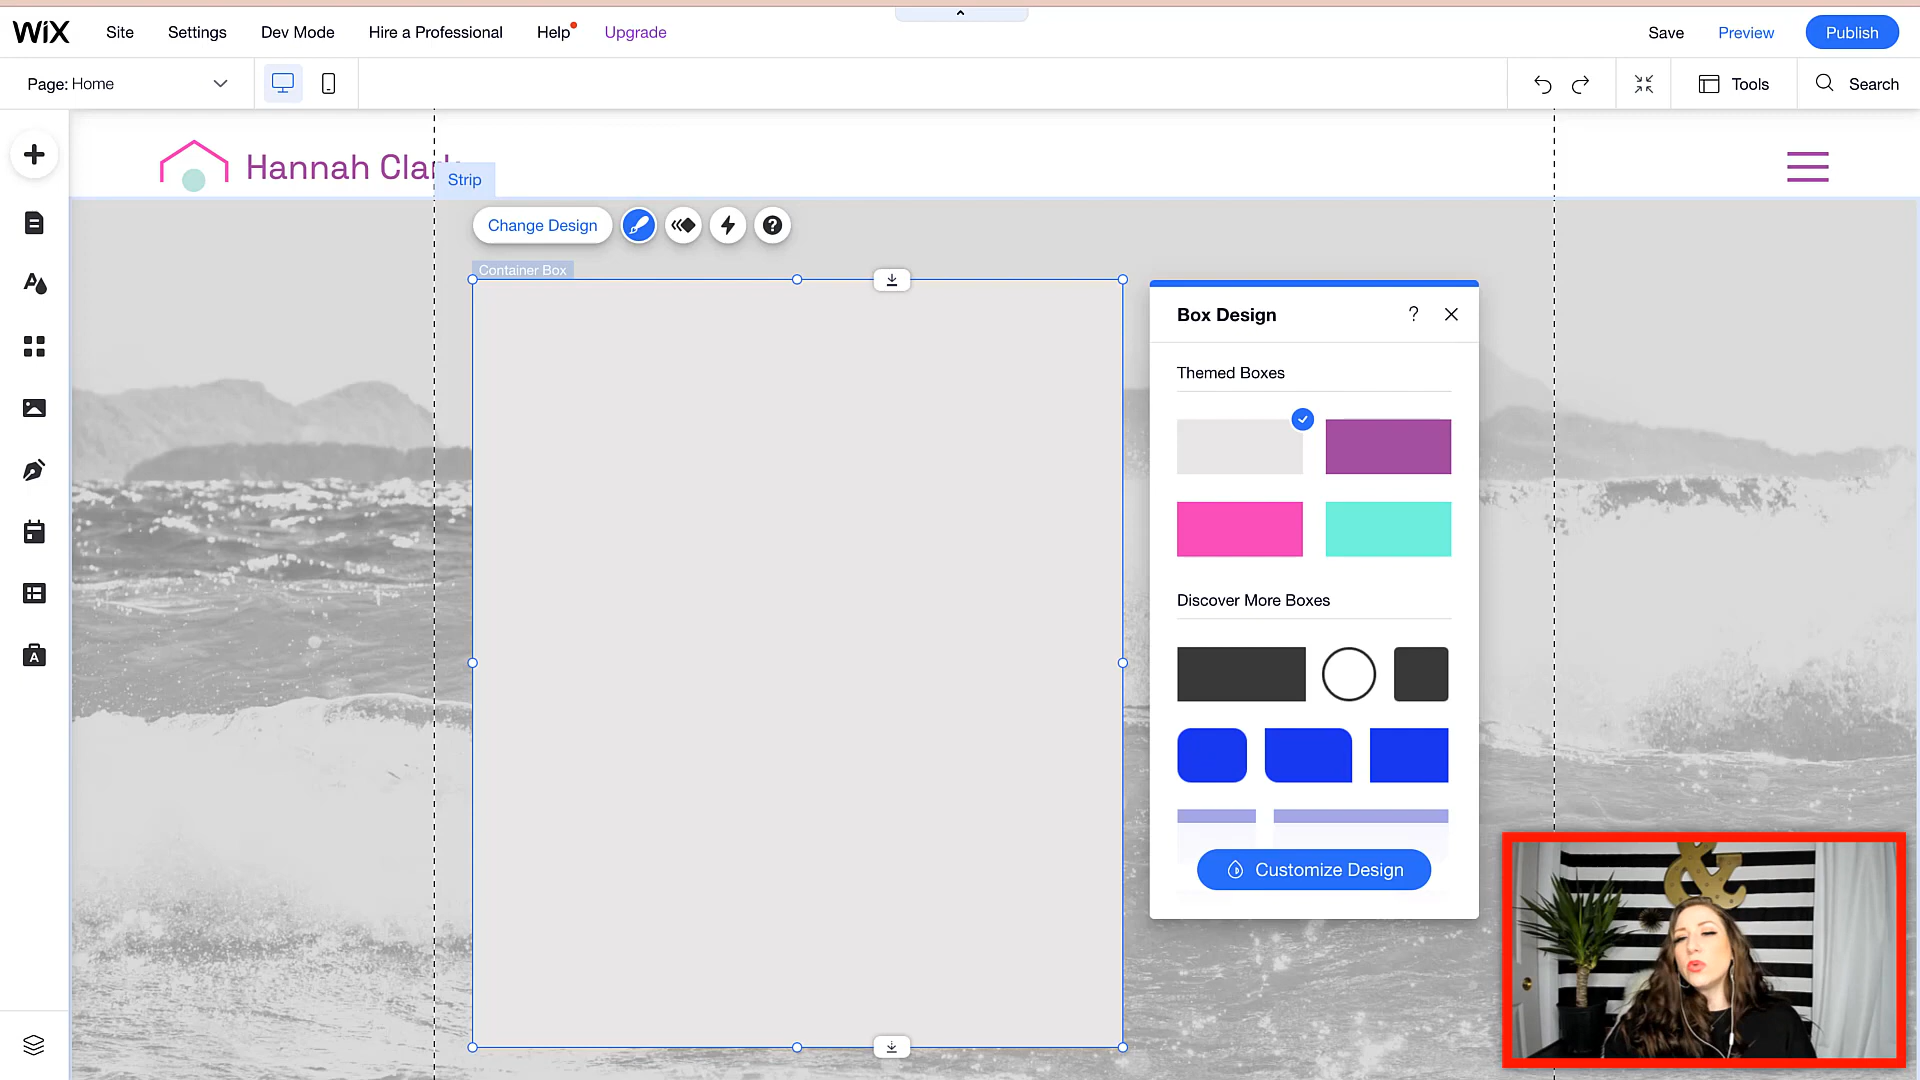 WiX
Site
Settings
Dev Mode
Hire a Professional
Help
Upgrade
Save
Preview
Publish
Page: Home
Tools
Search
Hannah Clark
Strip
Change Design
Container Box
Box Design
?
Themed Boxes
Discover More Boxes
Customize Design
&